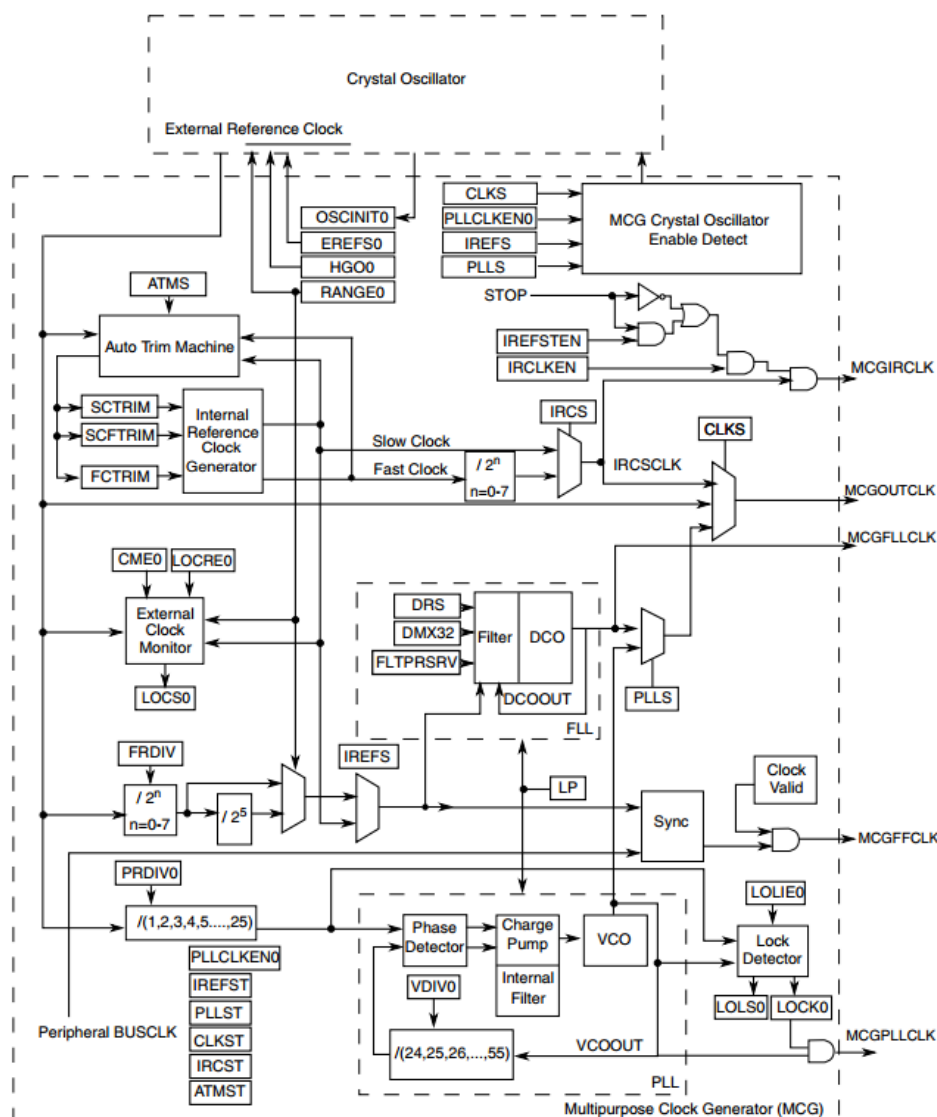 Crystal Oscillator
External Reference Clock
OSCINIT0
EREFS0
HGO0
RANGE0
CLKS
PLLCLKEN0
IREFS
PLLS
MCG Crystal Oscillator
Enable Detect
ATMS
Auto Trim Machine
STOP
IREFSTEN
IRCLKEN
MCGIRCLK
SCTRIM
SCFTRIM
FCTRIM
Internal
Reference
Clock
Generator
Slow Clock
Fast Clock
/ 2n
n=0-7
IRCS
IRCSCLK
CLKS
MCGOUTCLK
MCGFLLCLK
CME0
LOCRE0
External
Clock
Monitor
LOCS0
DRS
DMX32
FLTPRSRV
Filter
DCO
DCOOUT
FLL
PLLS
FRDIV
/ 2n
n=0-7
/ 25
IREFS
LP
Sync
Clock
Valid
MCGFFCLK
PRDIV0
/(1,2,3,4,5....,25)
Phase
Detector
Charge
Pump
Internal
Filter
VCO
LOLIE0
Lock
Detector
LOLS0
LOCK0
PLLCLKEN0
IREFST
PLLST
CLKST
IRCST
ATMST
Peripheral BUSCLK
VDIV0
/(24,25,26,...,55)
VCOOUT
PLL
MCGPLLCLK
Multipurpose Clock Generator (MCG)